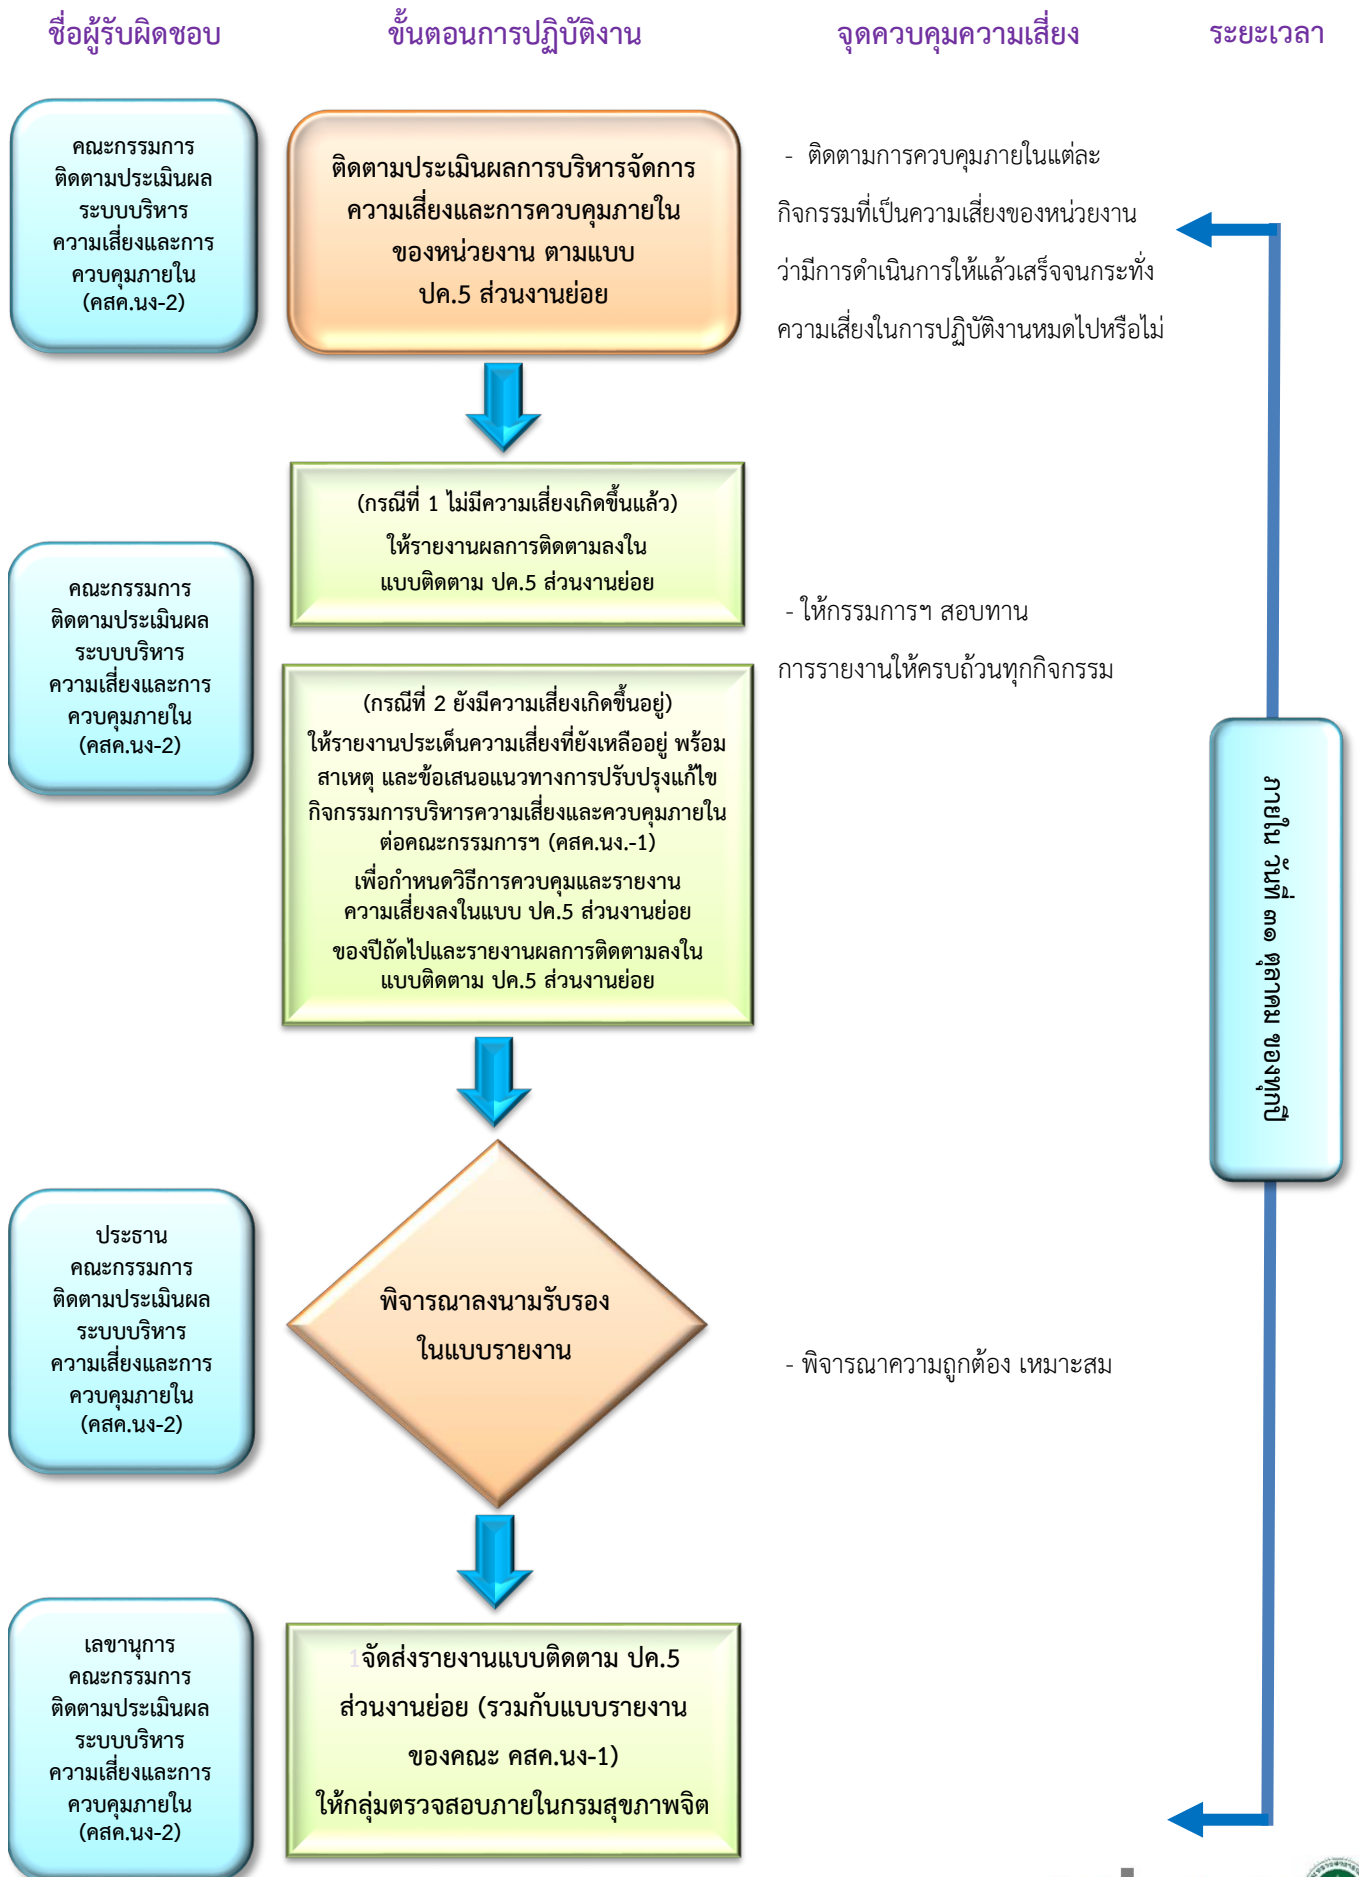 ชื่อผู้รับผิดชอบ
ขั้นตอนการปฏิบัติงาน
จุดควบคุมความเสี่ยง
ระยะเวลา
คณะกรรมการ
ติดตามประเมินผล
ระบบบริหาร
ความเสี่ยงและการ
ควบคุมภายใน
(คสค.นง-2)
ติดตามประเมินผลการบริหารจัดการ
ความเสี่ยงและการควบคุมภายใน
ของหน่วยงาน ตามแบบ
ปค.5 ส่วนงานย่อย
- ติดตามการควบคุมภายในแต่ละ
กิจกรรมที่เป็นความเสี่ยงของหน่วยงาน
ว่ามีการดำเนินการให้แล้วเสร็จจนกระทั่ง
ความเสี่ยงในการปฏิบัติงานหมดไปหรือไม่
คณะกรรมการ
ติดตามประเมินผล
ระบบบริหาร
ความเสี่ยงและการ
ควบคุมภายใน
(คสค.นง-2)
(กรณีที่ 1 ไม่มีความเสี่ยงเกิดขึ้นแล้ว)
ให้รายงานผลการติดตามลงใน
แบบติดตาม ปค.5 ส่วนงานย่อย
(กรณีที่ 2 ยังมีความเสี่ยงเกิดขึ้นอยู่)
ให้รายงานประเด็นความเสี่ยงที่ยังเหลืออยู่ พร้อม
สาเหตุ และข้อเสนอแนวทางการปรับปรุงแก้ไข
กิจกรรมการบริหารความเสี่ยงและควบคุมภายใน
ต่อคณะกรรมการฯ (คสค.นง.-1)
เพื่อกำหนดวิธีการควบคุมและรายงาน
ความเสี่ยงลงในแบบ ปค.5 ส่วนงานย่อย
ของปีถัดไปและรายงานผลการติดตามลงใน
แบบติดตาม ปค.5 ส่วนงานย่อย
- ให้กรรมการฯ สอบทาน
การรายงานให้ครบถ้วนทุกกิจกรรม
ภายใน วันที่ ๓๑ ตุลาคม ของทุกปี
ประธาน
คณะกรรมการ
ติดตามประเมินผล
ระบบบริหาร
ความเสี่ยงและการ
ควบคุมภายใน
(คสค.นง-2)
พิจารณาลงนามรับรอง
ในแบบรายงาน
- พิจารณาความถูกต้อง เหมาะสม
เลขานุการ
คณะกรรมการ
ติดตามประเมินผล
ระบบบริหาร
ความเสี่ยงและการ
ควบคุมภายใน
(คสค.นง-2)
1จัดส่งรายงานแบบติดตาม ปค.5
ส่วนงานย่อย (รวมกับแบบรายงาน
ของคณะ คสค.นง-1)
ให้กลุ่มตรวจสอบภายในกรมสุขภาพจิต